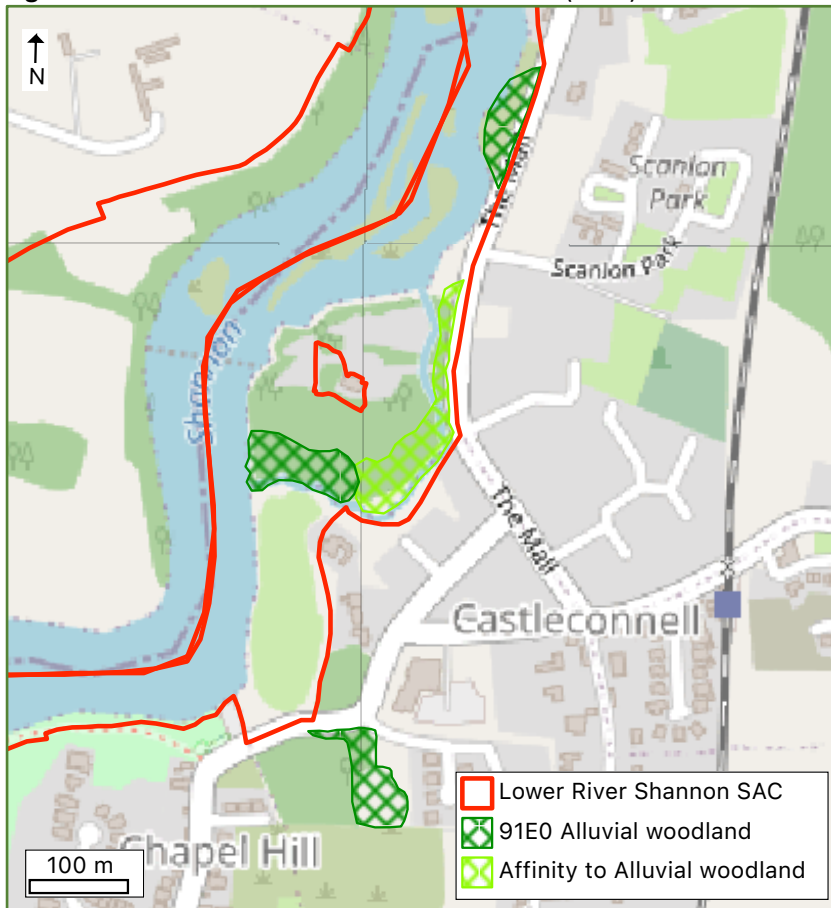 N
The Mall
Scanlon
Park
Scanlon Park
Shannon
The Mall
Castleconnell
Chapel Hill
100 m
Lower River Shannon SAC
91E0 Alluvial woodland
Affinity to Alluvial woodland